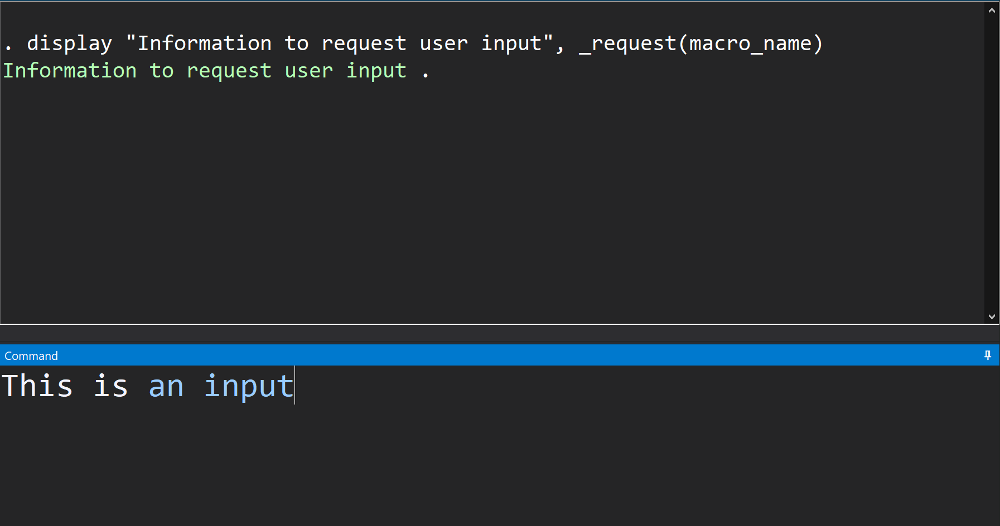 . display "Information to request user input", _request(macro_name)
Information to request user input .
Command
This is an input